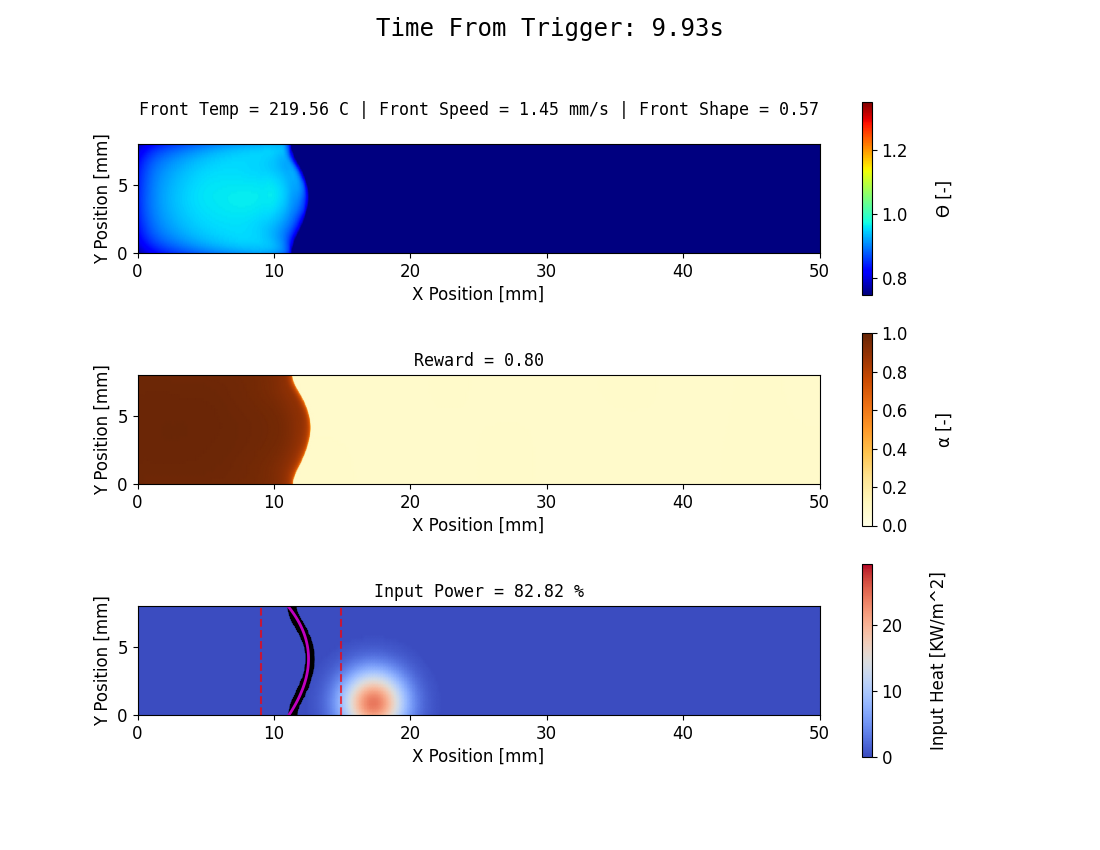 Time From Trigger: 9.93s
Front Temp = 219.56 C | Front Speed = 1.45 mm/s | Front Shape = 0.57
Y Position [mm]
5
0
0 10 20 30 40 50
X Position [mm]
1.2
1.0
0.8
Θ [-]
Reward = 0.80
Y Position [mm]
5
0
0 10 20 30 40 50
X Position [mm]
1.0
0.8
0.6
0.4
0.2
0.0
α [-]
Input Power = 82.82 %
Y Position [mm]
5
0
0 10 20 30 40 50
X Position [mm]
20
10
0
Input Heat [KW/m^2]